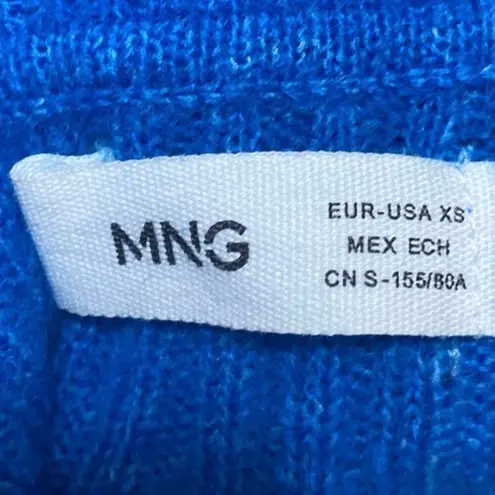 MNG
EUR-USA XS
MEX ECH
CN S-155/80A